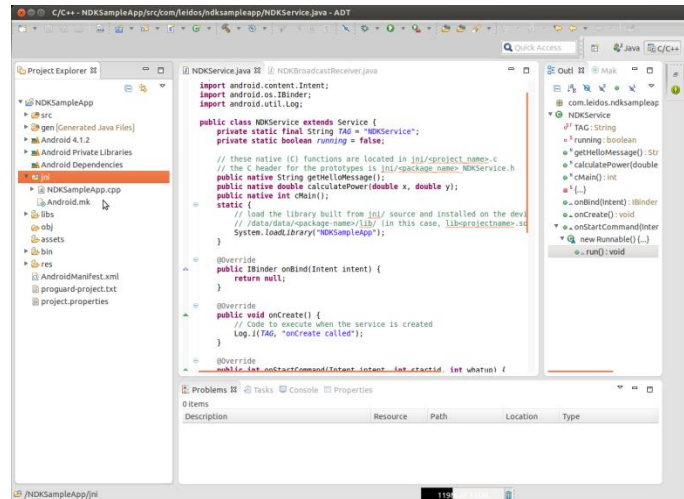 C/C++ - NDKSampleApp/src/com/leidos/ndksampleapp/NDKService.java - ADT
Quick Access
Java
C/C++
Project Explorer
NDKSampleApp
src
gen [Generated Java Files]
Android 4.1.2
Android Private Libraries
Android Dependencies
jni
NDKSampleApp.cpp
Android.mk
libs
obj
assets
bin
res
AndroidManifest.xml
proguard-project.txt
project.properties
NDKService.java
NDKBroadcastReceiver.java
import android.content.Intent;
import android.os.IBinder;
import android.util.Log;
public class NDKService extends Service {
private static final String TAG = "NDKService";
private static boolean running = false;
// these native (C) functions are located in jni/<project_name>.c
// the C header for the prototypes is jni/<package_name>_NDKService.h
public native String getHelloMessage();
public native double calculatePower(double x, double y);
public native int cMain();
static {
// load the library built from jni/ source and installed on the devi
// /data/data/<package-name>/lib/ (in this case, lib<projectname>.so
System.loadLibrary("NDKSampleApp");
}
@Override
public IBinder onBind(Intent intent) {
return null;
}
@Override
public void onCreate() {
// Code to execute when the service is created
Log.i(TAG, "onCreate called");
}
@Override
public int onStartCommand(Intent intent, int startid, int whatup) {
Outl
Mak
com.leidos.ndksampleap
NDKService
TAG : String
running : boolean
getHelloMessage() : Str
calculatePower(double
cMain() : int
{...}
onBind(Intent) : IBinder
onCreate() : void
onStartCommand(Inter
new Runnable() {...}
run() : void
Problems
Tasks
Console
Properties
0 items
Description Resource Path Location Type
/NDKSampleApp/jni